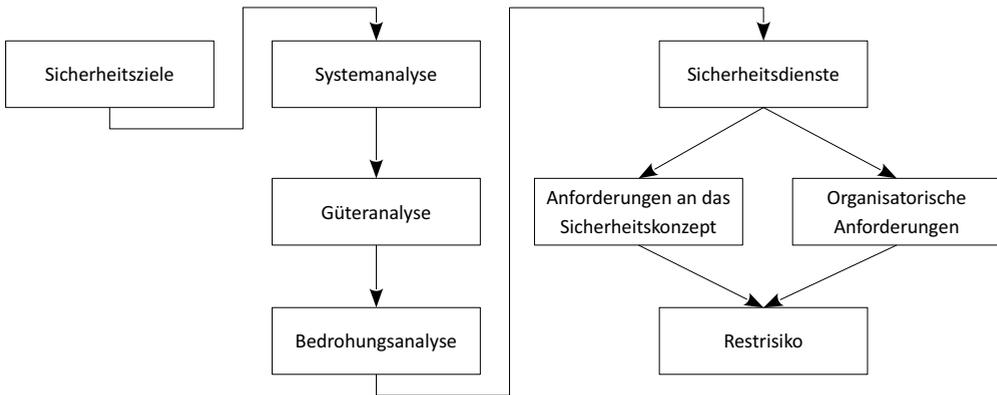 Sicherheitsziele
Systemanalyse
Güteranalyse
Bedrohungsanalyse
Sicherheitsdienste
Anforderungen an das
Sicherheitskonzept
Organisatorische
Anforderungen
Restrisiko